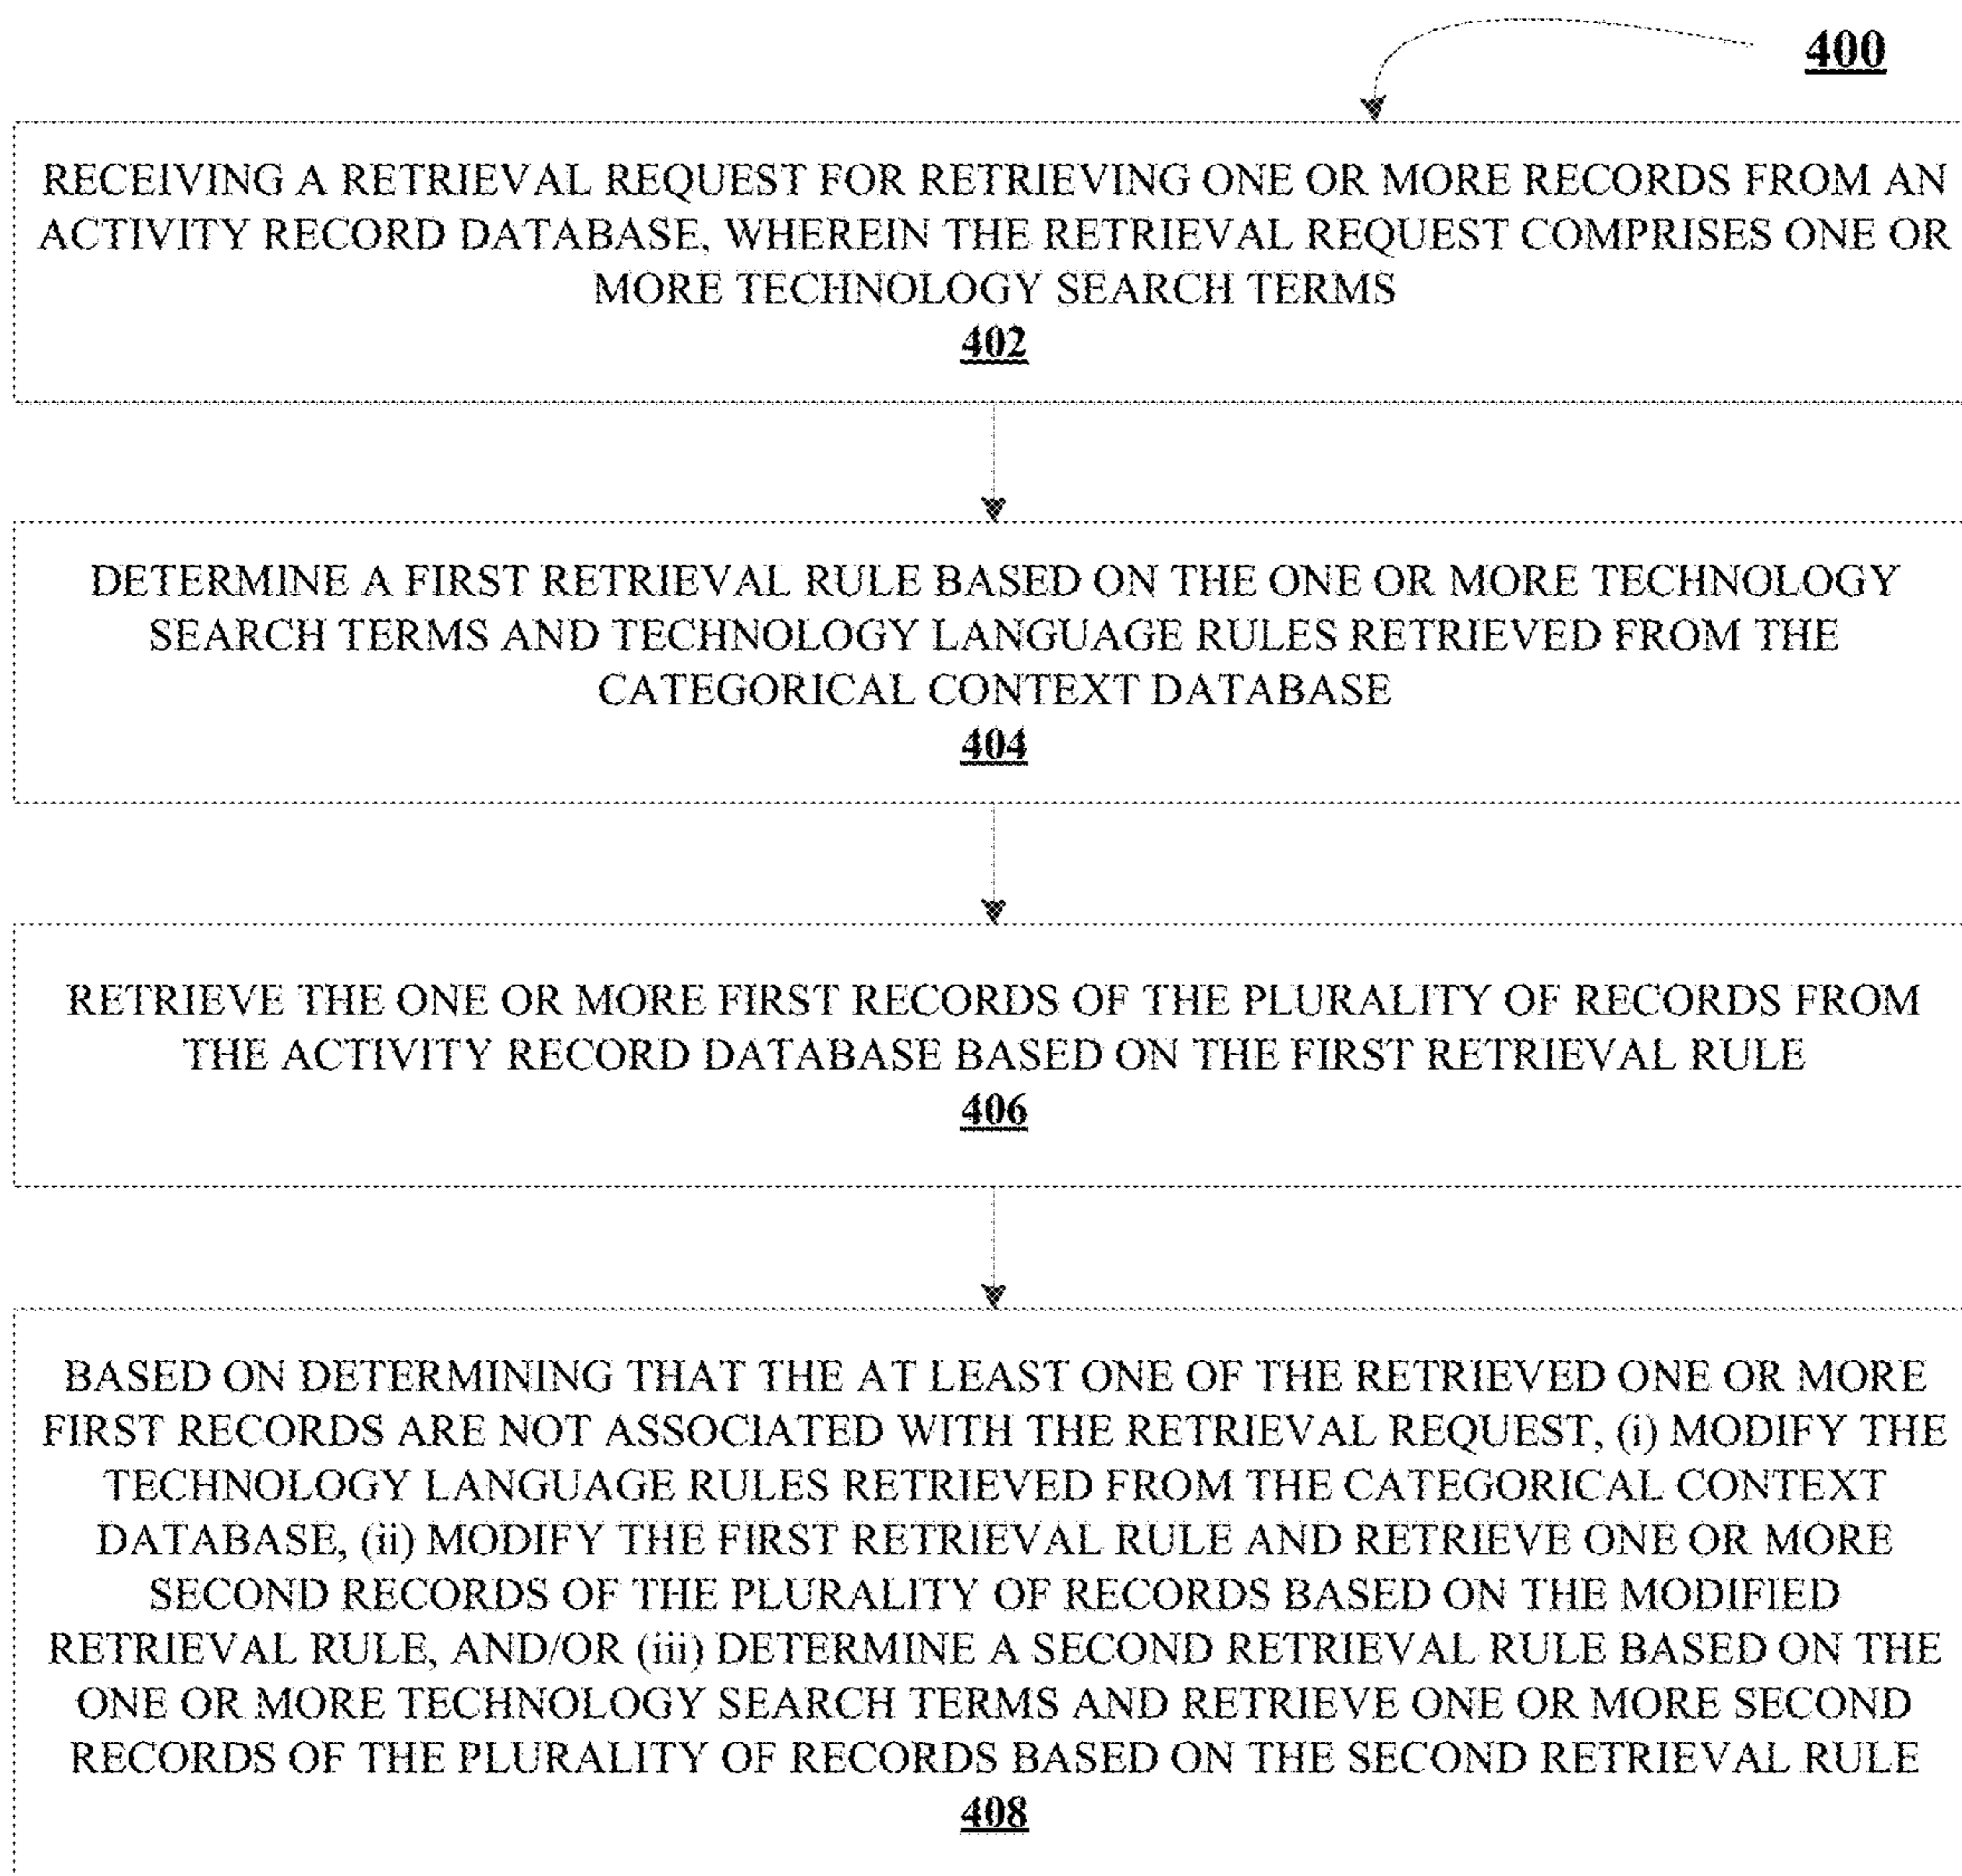 400
RECEIVING A RETRIEVAL REQUEST FOR RETRIEVING ONE OR MORE RECORDS FROM AN
ACTIVITY RECORD DATABASE, WHEREIN THE RETRIEVAL REQUEST COMPRISES ONE OR
MORE TECHNOLOGY SEARCH TERMS
402
DETERMINE A FIRST RETRIEVAL RULE BASED ON THE ONE OR MORE TECHNOLOGY
SEARCH TERMS AND TECHNOLOGY LANGUAGE RULES RETRIEVED FROM THE
CATEGORICAL CONTEXT DATABASE
404
RETRIEVE THE ONE OR MORE FIRST RECORDS OF THE PLURALITY OF RECORDS FROM
THE ACTIVITY RECORD DATABASE BASED ON THE FIRST RETRIEVAL RULE
406
BASED ON DETERMINING THAT THE AT LEAST ONE OF THE RETRIEVED ONE OR MORE
FIRST RECORDS ARE NOT ASSOCIATED WITH THE RETRIEVAL REQUEST, (i) MODIFY THE
TECHNOLOGY LANGUAGE RULES RETRIEVED FROM THE CATEGORICAL CONTEXT
DATABASE, (ii) MODIFY THE FIRST RETRIEVAL RULE AND RETRIEVE ONE OR MORE
SECOND RECORDS OF THE PLURALITY OF RECORDS BASED ON THE MODIFIED
RETRIEVAL RULE, AND/OR (iii) DETERMINE A SECOND RETRIEVAL RULE BASED ON THE
ONE OR MORE TECHNOLOGY SEARCH TERMS AND RETRIEVE ONE OR MORE SECOND
RECORDS OF THE PLURALITY OF RECORDS BASED ON THE SECOND RETRIEVAL RULE
408